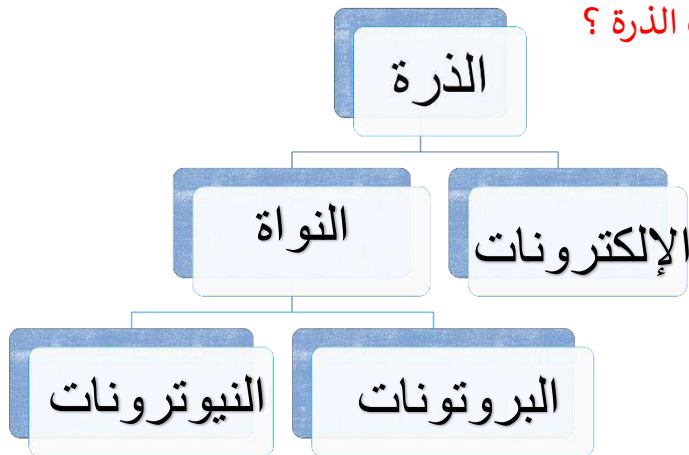 الذرة ؟
الذرة
الإلكترونات
النواة
البروتونات
النيوترونات